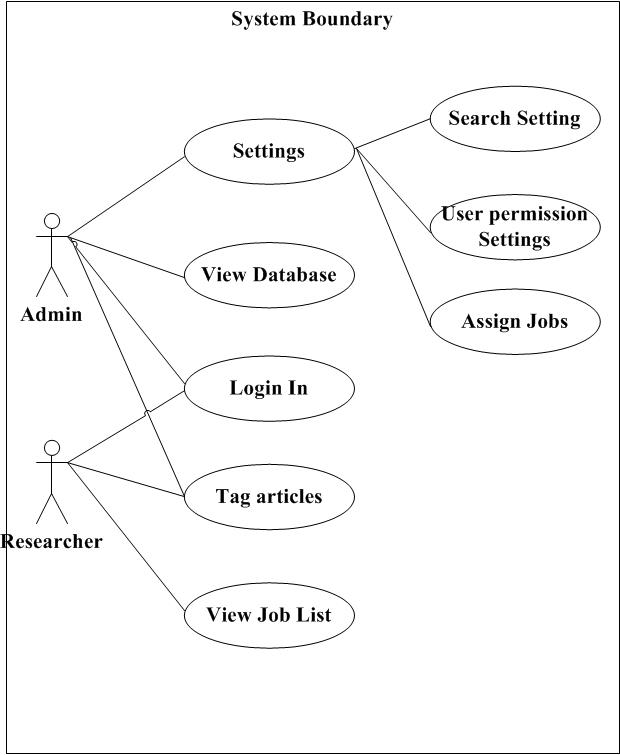 System Boundary
Search Setting
Settings
User permission
Settings
View Database
Admin
Assign Jobs
Login In
Tag articles
Researcher
View Job List